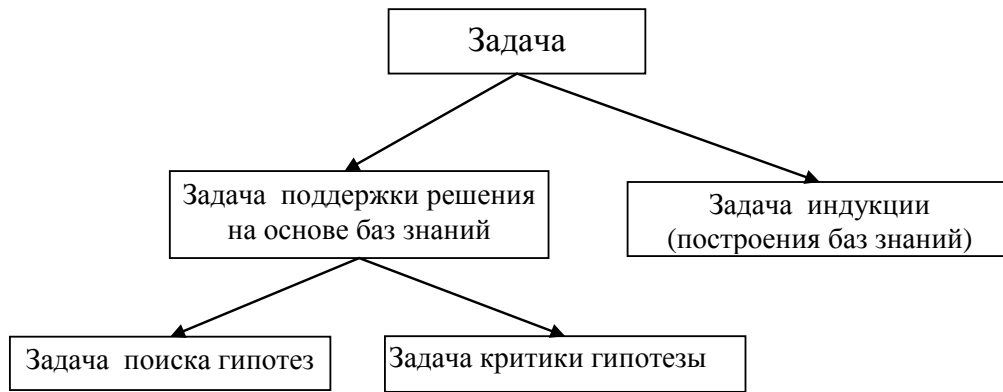 Задача
Задача поддержки решения
на основе баз знаний
Задача индукции
(построения баз знаний)
Задача поиска гипотез
Задача критики гипотезы